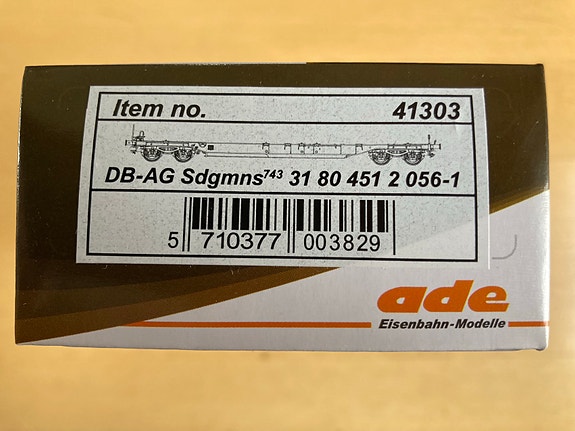 Item no. 41303
DB-AG Sdgmns⁷⁴³ 31 80 451 2 056-1
5 710377 003829
ade
Eisenbahn-Modelle